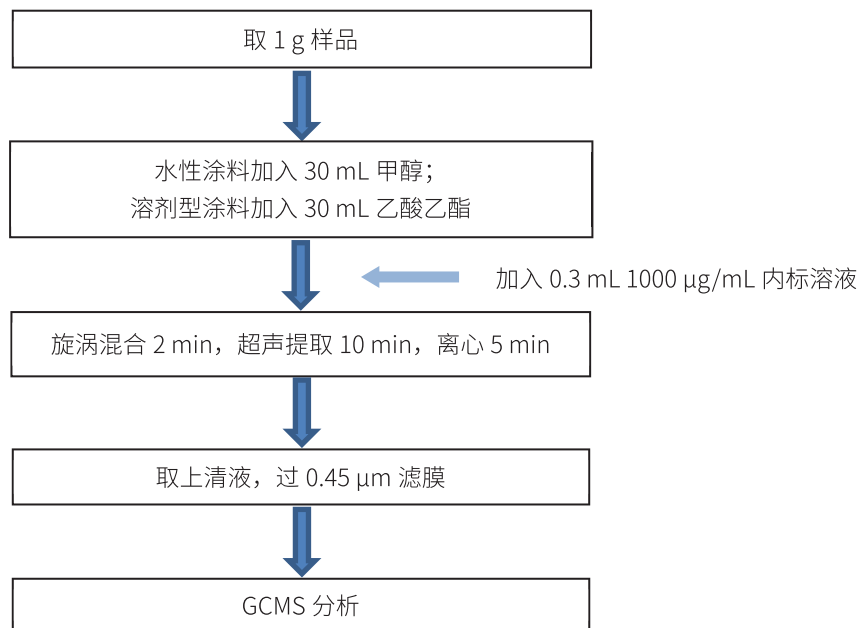 取 1 g 样品
水性涂料加入 30 mL 甲醇；
溶剂型涂料加入 30 mL 乙酸乙酯
加入 0.3 mL 1000 μg/mL 内标溶液
旋涡混合 2 min，超声提取 10 min，离心 5 min
取上清液，过 0.45 μm 滤膜
GCMS 分析